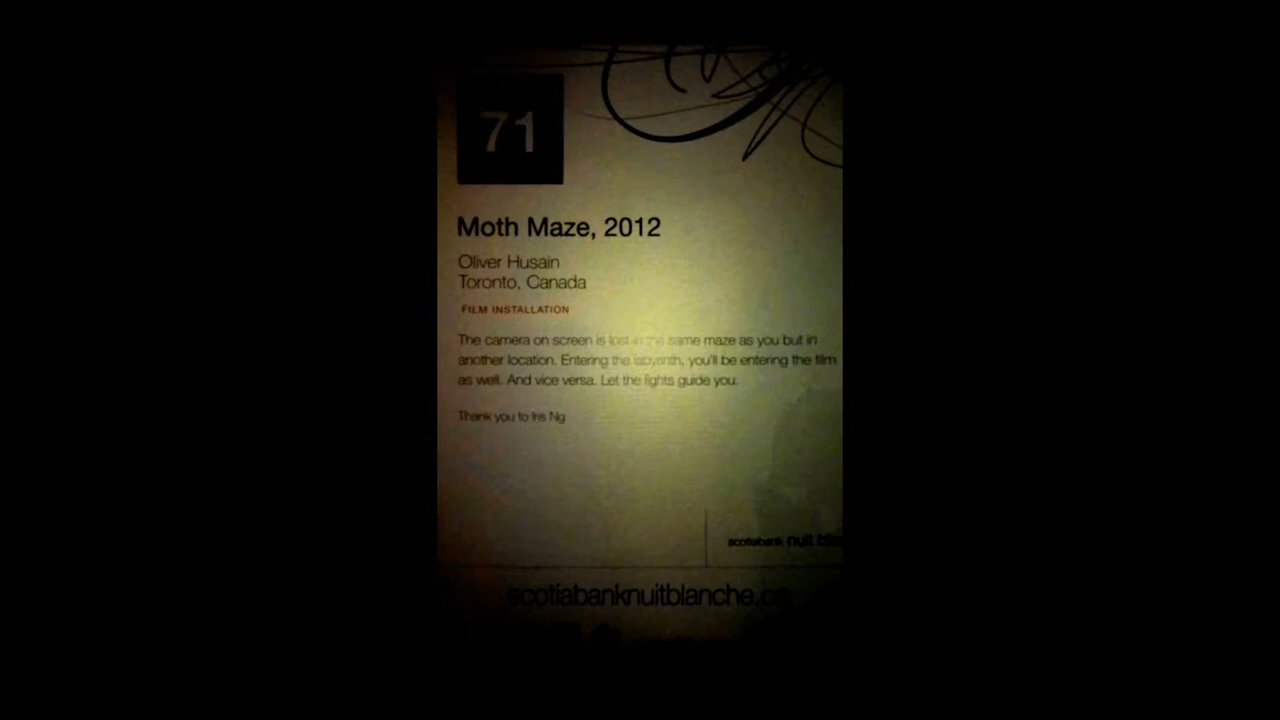 71
Moth Maze, 2012
Oliver Husain
Toronto, Canada
FILM INSTALLATION
The camera on screen is lost in the same maze as you but in
another location. Entering the labyrinth, you'll be entering the film
as well. And vice versa. Let the lights guide you.
Thank you to Iris Ng
scotiabank nuit bla
scotiabanknuitblanche.ca